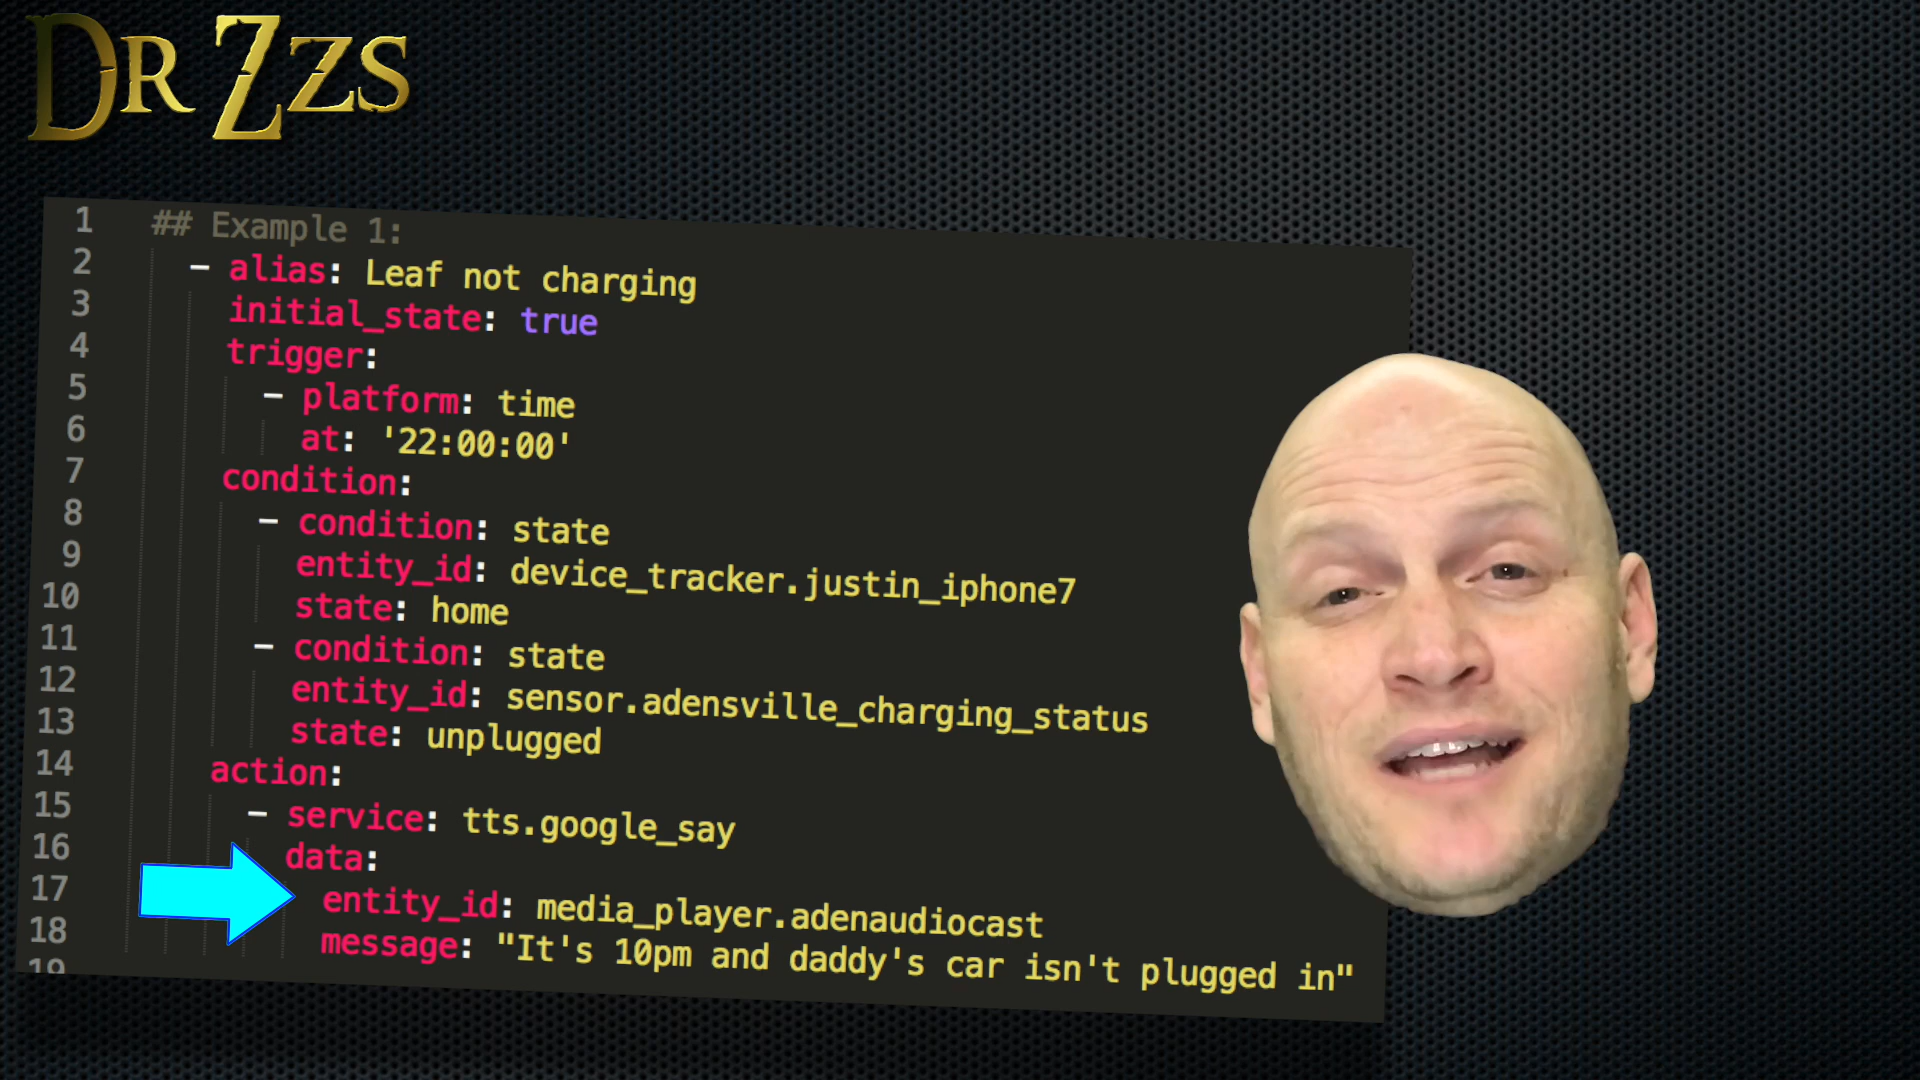 DR ZZS
1 ## Example 1:
2 - alias: Leaf not charging
3 initial_state: true
4 trigger:
5 - platform: time
6 at: '22:00:00'
7 condition:
8 - condition: state
9 entity_id: device_tracker.justin_iphone7
10 state: home
11 - condition: state
12 entity_id: sensor.adensville_charging_status
13 state: unplugged
14 action:
15 - service: tts.google_say
16 data:
17 entity_id: media_player.adenaudiocast
18 message: "It's 10pm and daddy's car isn't plugged in"
19